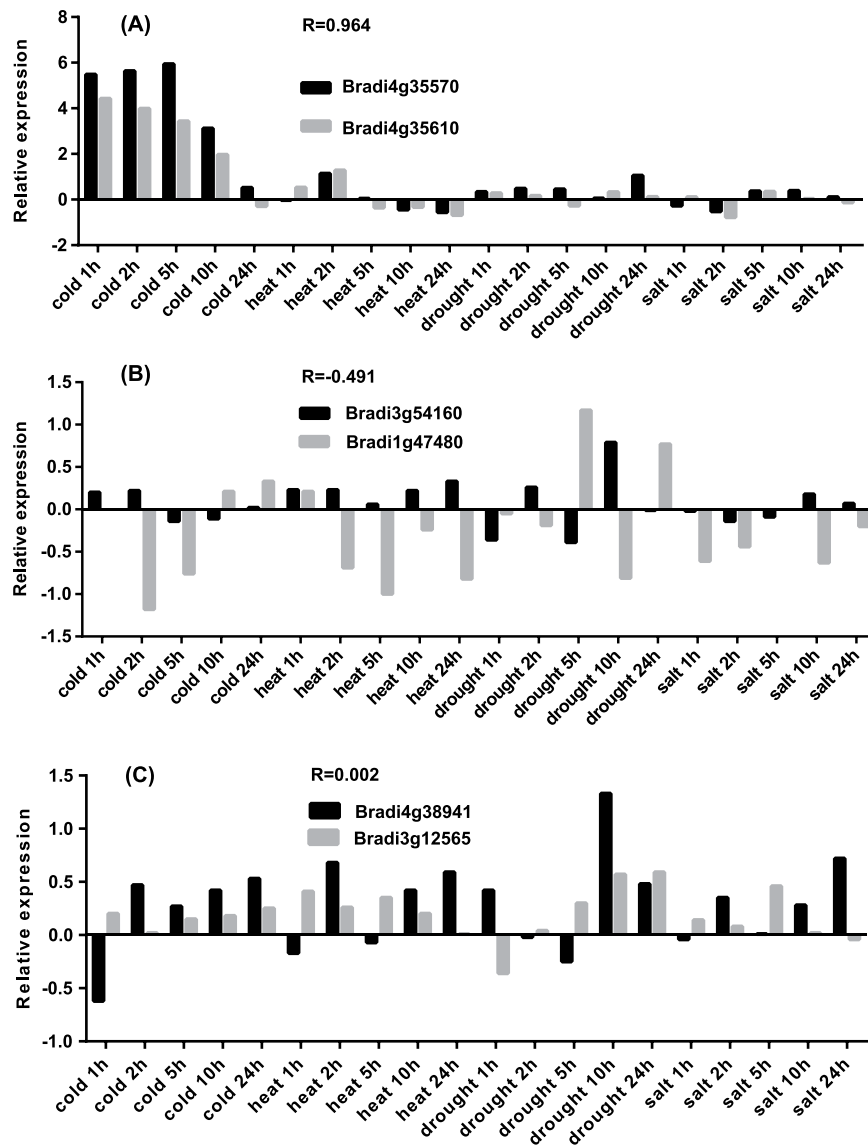 (A)
R=0.964
Bradi4g35570
Bradi4g35610
Relative expression
8
6
4
2
0
-2
cold 1h
cold 2h
cold 5h
cold 10h
cold 24h
heat 1h
heat 2h
heat 5h
heat 10h
heat 24h
drought 1h
drought 2h
drought 5h
drought 10h
drought 24h
salt 1h
salt 2h
salt 5h
salt 10h
salt 24h
(B)
R=-0.491
Bradi3g54160
Bradi1g47480
Relative expression
1.5
1.0
0.5
0.0
-0.5
-1.0
-1.5
cold 1h
cold 2h
cold 5h
cold 10h
cold 24h
heat 1h
heat 2h
heat 5h
heat 10h
heat 24h
drought 1h
drought 2h
drought 5h
drought 10h
drought 24h
salt 1h
salt 2h
salt 5h
salt 10h
salt 24h
(C)
R=0.002
Bradi4g38941
Bradi3g12565
Relative expression
1.5
1.0
0.5
0.0
-0.5
-1.0
cold 1h
cold 2h
cold 5h
cold 10h
cold 24h
heat 1h
heat 2h
heat 5h
heat 10h
heat 24h
drought 1h
drought 2h
drought 5h
drought 10h
drought 24h
salt 1h
salt 2h
salt 5h
salt 10h
salt 24h